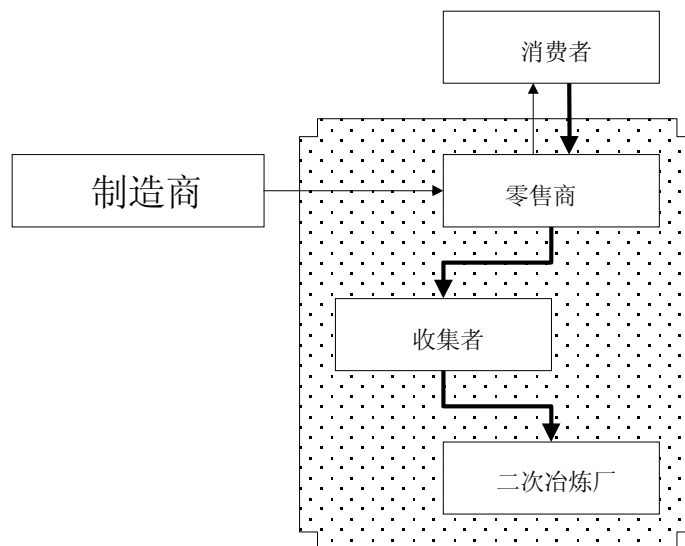 消费者
制造商
零售商
收集者
二次冶炼厂